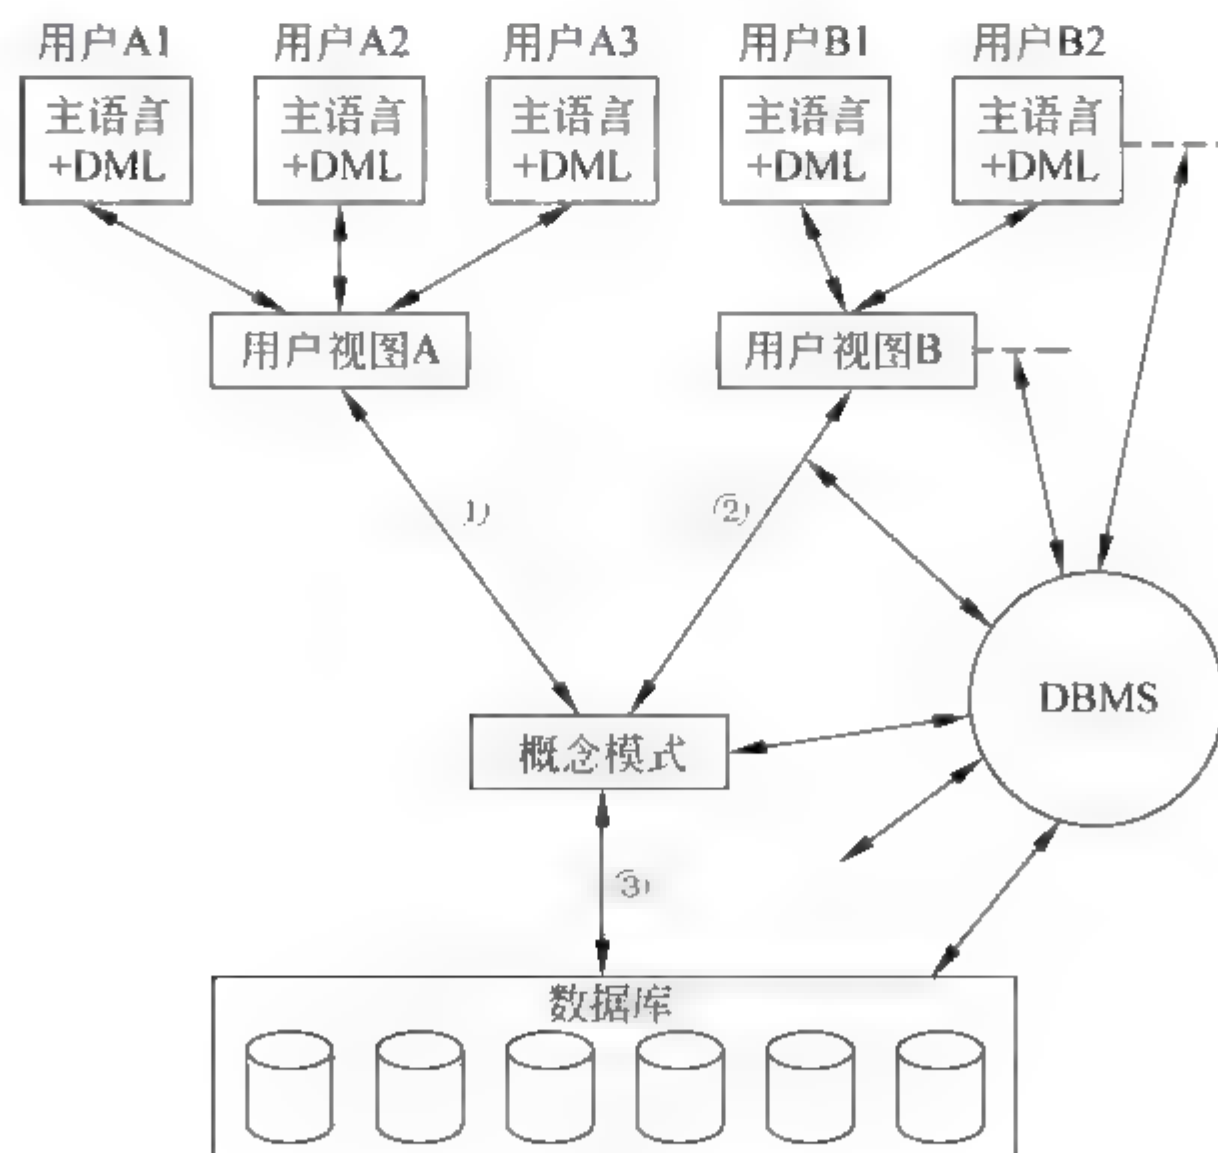 用户A1
用户A2
用户A3
用户B1
用户B2
主语言
+DML
主语言
+DML
主语言
+DML
主语言
+DML
主语言
+DML
用户视图A
用户视图B
①
②
DBMS
概念模式
③
数据库